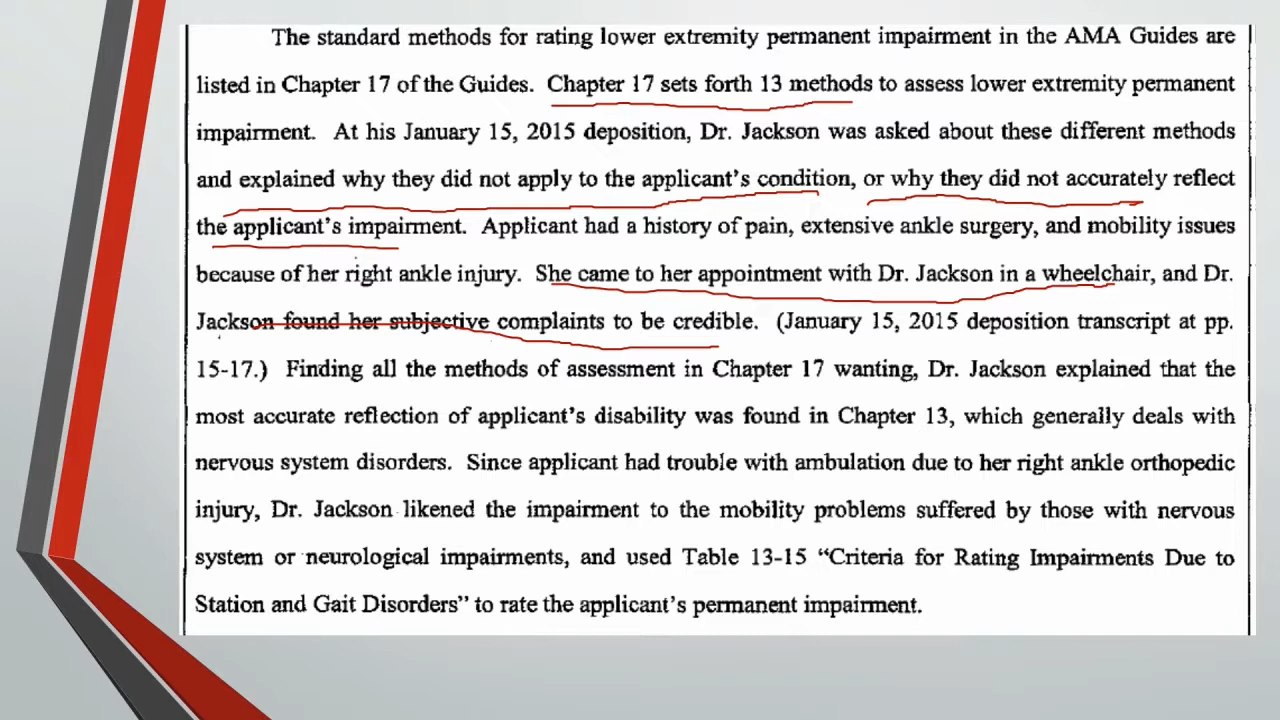 The standard methods for rating lower extremity permanent impairment in the AMA Guides are
listed in Chapter 17 of the Guides. Chapter 17 sets forth 13 methods to assess lower extremity permanent
impairment. At his January 15, 2015 deposition, Dr. Jackson was asked about these different methods
and explained why they did not apply to the applicant's condition, or why they did not accurately reflect
the applicant's impairment. Applicant had a history of pain, extensive ankle surgery, and mobility issues
because of her right ankle injury. She came to her appointment with Dr. Jackson in a wheelchair, and Dr.
Jackson found her subjective complaints to be credible. (January 15, 2015 deposition transcript at pp.
15-17.) Finding all the methods of assessment in Chapter 17 wanting, Dr. Jackson explained that the
most accurate reflection of applicant's disability was found in Chapter 13, which generally deals with
nervous system disorders. Since applicant had trouble with ambulation due to her right ankle orthopedic
injury, Dr. Jackson likened the impairment to the mobility problems suffered by those with nervous
system or neurological impairments, and used Table 13-15 “Criteria for Rating Impairments Due to
Station and Gait Disorders” to rate the applicant's permanent impairment.